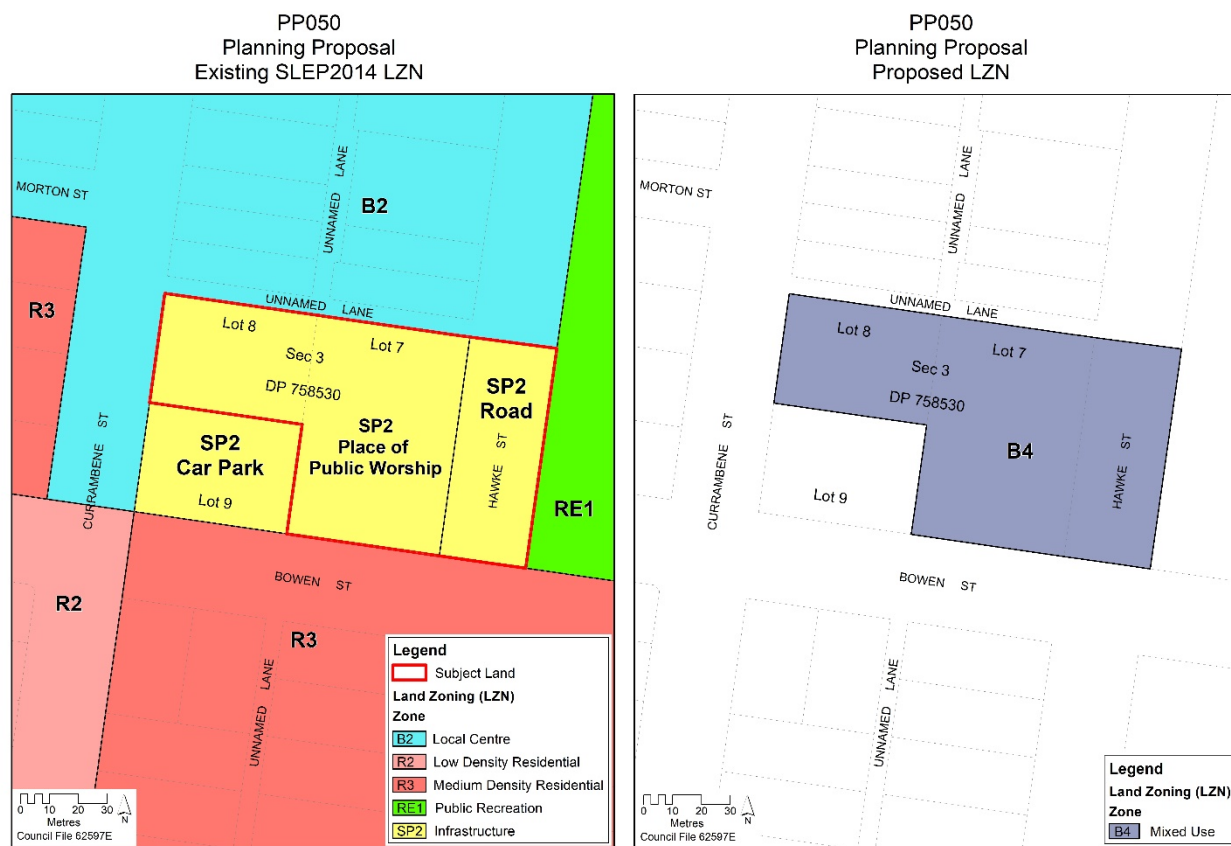 PP050
Planning Proposal
Existing SLEP2014 LZN
MORTON ST
UNNAMED LANE
B2
R3
UNNAMED LANE
Lot 8
Lot 7
Sec 3
DP 758530
SP2
Road
SP2
Place of
Public Worship
SP2
Car Park
Lot 9
CURRAMBENE ST
HAWKE ST
RE1
BOWEN ST
R2
R3
UNNAMED LANE
Legend
Subject Land
Land Zoning (LZN)
Zone
B2 Local Centre
R2 Low Density Residential
R3 Medium Density Residential
RE1 Public Recreation
SP2 Infrastructure
0 10 20 30
Metres
N
Council File 62597E
PP050
Planning Proposal
Proposed LZN
MORTON ST
UNNAMED LANE
UNNAMED LANE
Lot 8
Lot 7
Sec 3
DP 758530
B4
Lot 9
CURRAMBENE ST
HAWKE ST
BOWEN ST
UNNAMED LANE
Legend
Land Zoning (LZN)
Zone
B4 Mixed Use
0 10 20 30
Metres
N
Council File 62597E